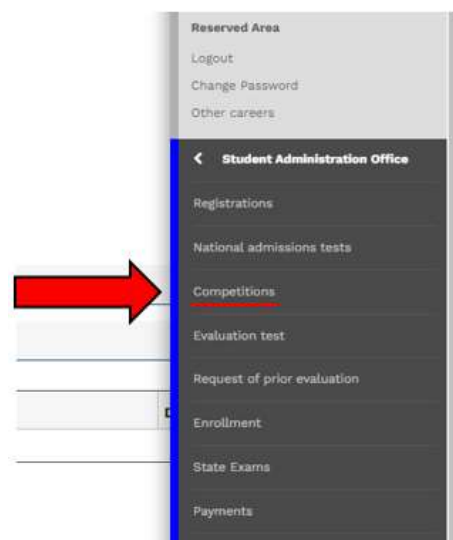 Reserved Area
Logout
Change Password
Other careers
Student Administration Office
Registrations
National admissions tests
Competitions
Evaluation test
Request of prior evaluation
Enrollment
State Exams
Payments